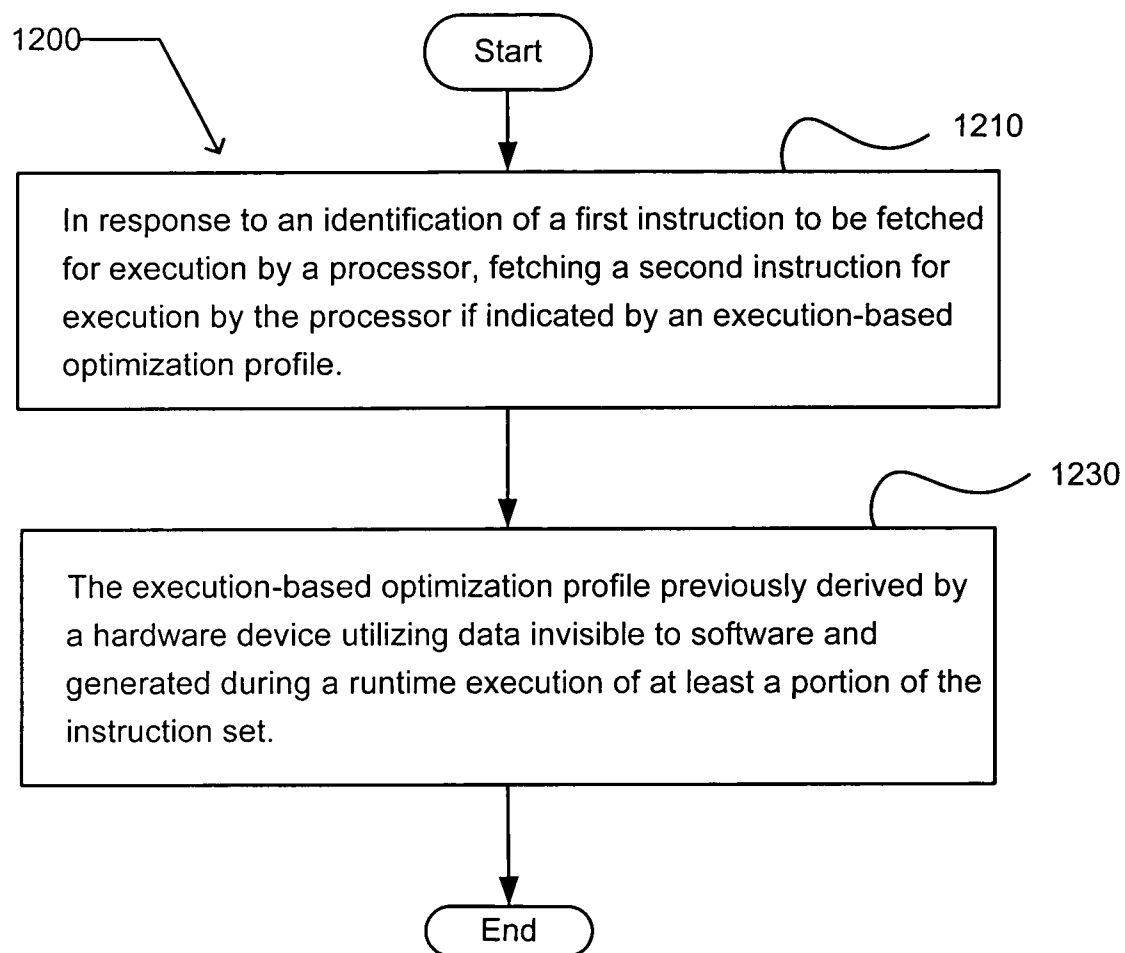 1200
Start
1210
In response to an identification of a first instruction to be fetched
for execution by a processor, fetching a second instruction for
execution by the processor if indicated by an execution-based
optimization profile.
1230
The execution-based optimization profile previously derived by
a hardware device utilizing data invisible to software and
generated during a runtime execution of at least a portion of the
instruction set.
End